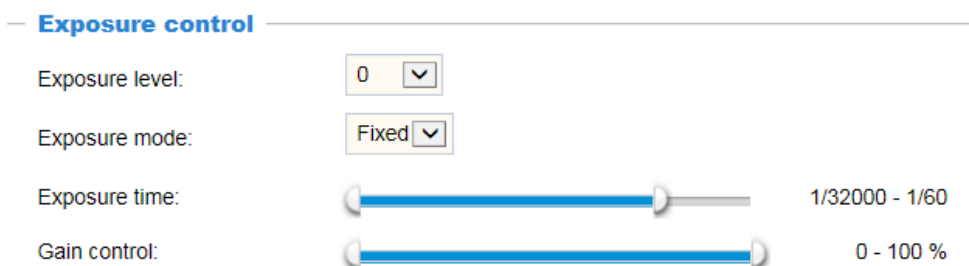 Exposure control
Exposure level: 0
Exposure mode: Fixed
Exposure time: 1/32000 - 1/60
Gain control: 0 - 100 %